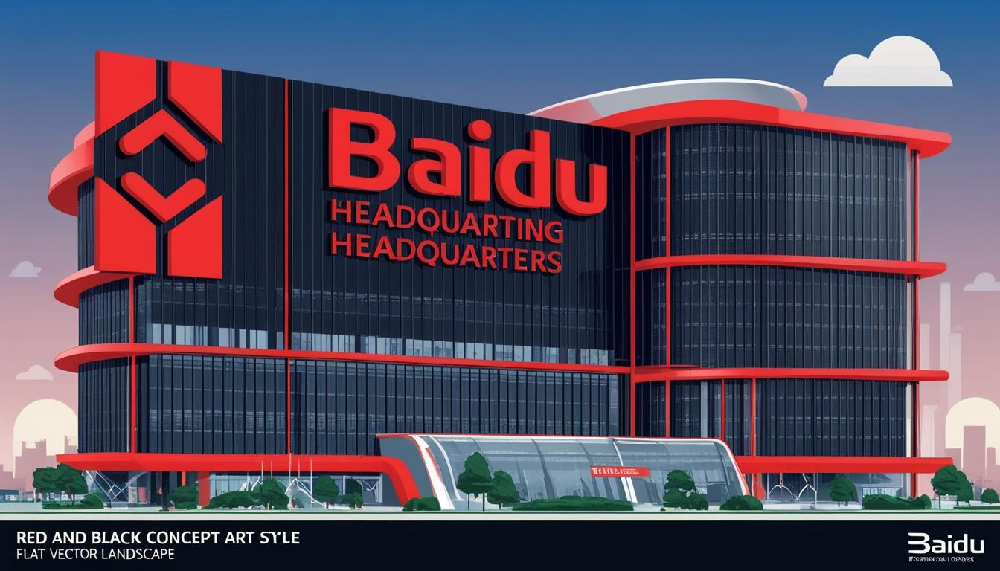 Baidu
HEADQUARTING
HEADQUARTERS
RED AND BLACK CONCEPT ART STYLE
FLAT VECTOR LANDSCAPE
Baidu